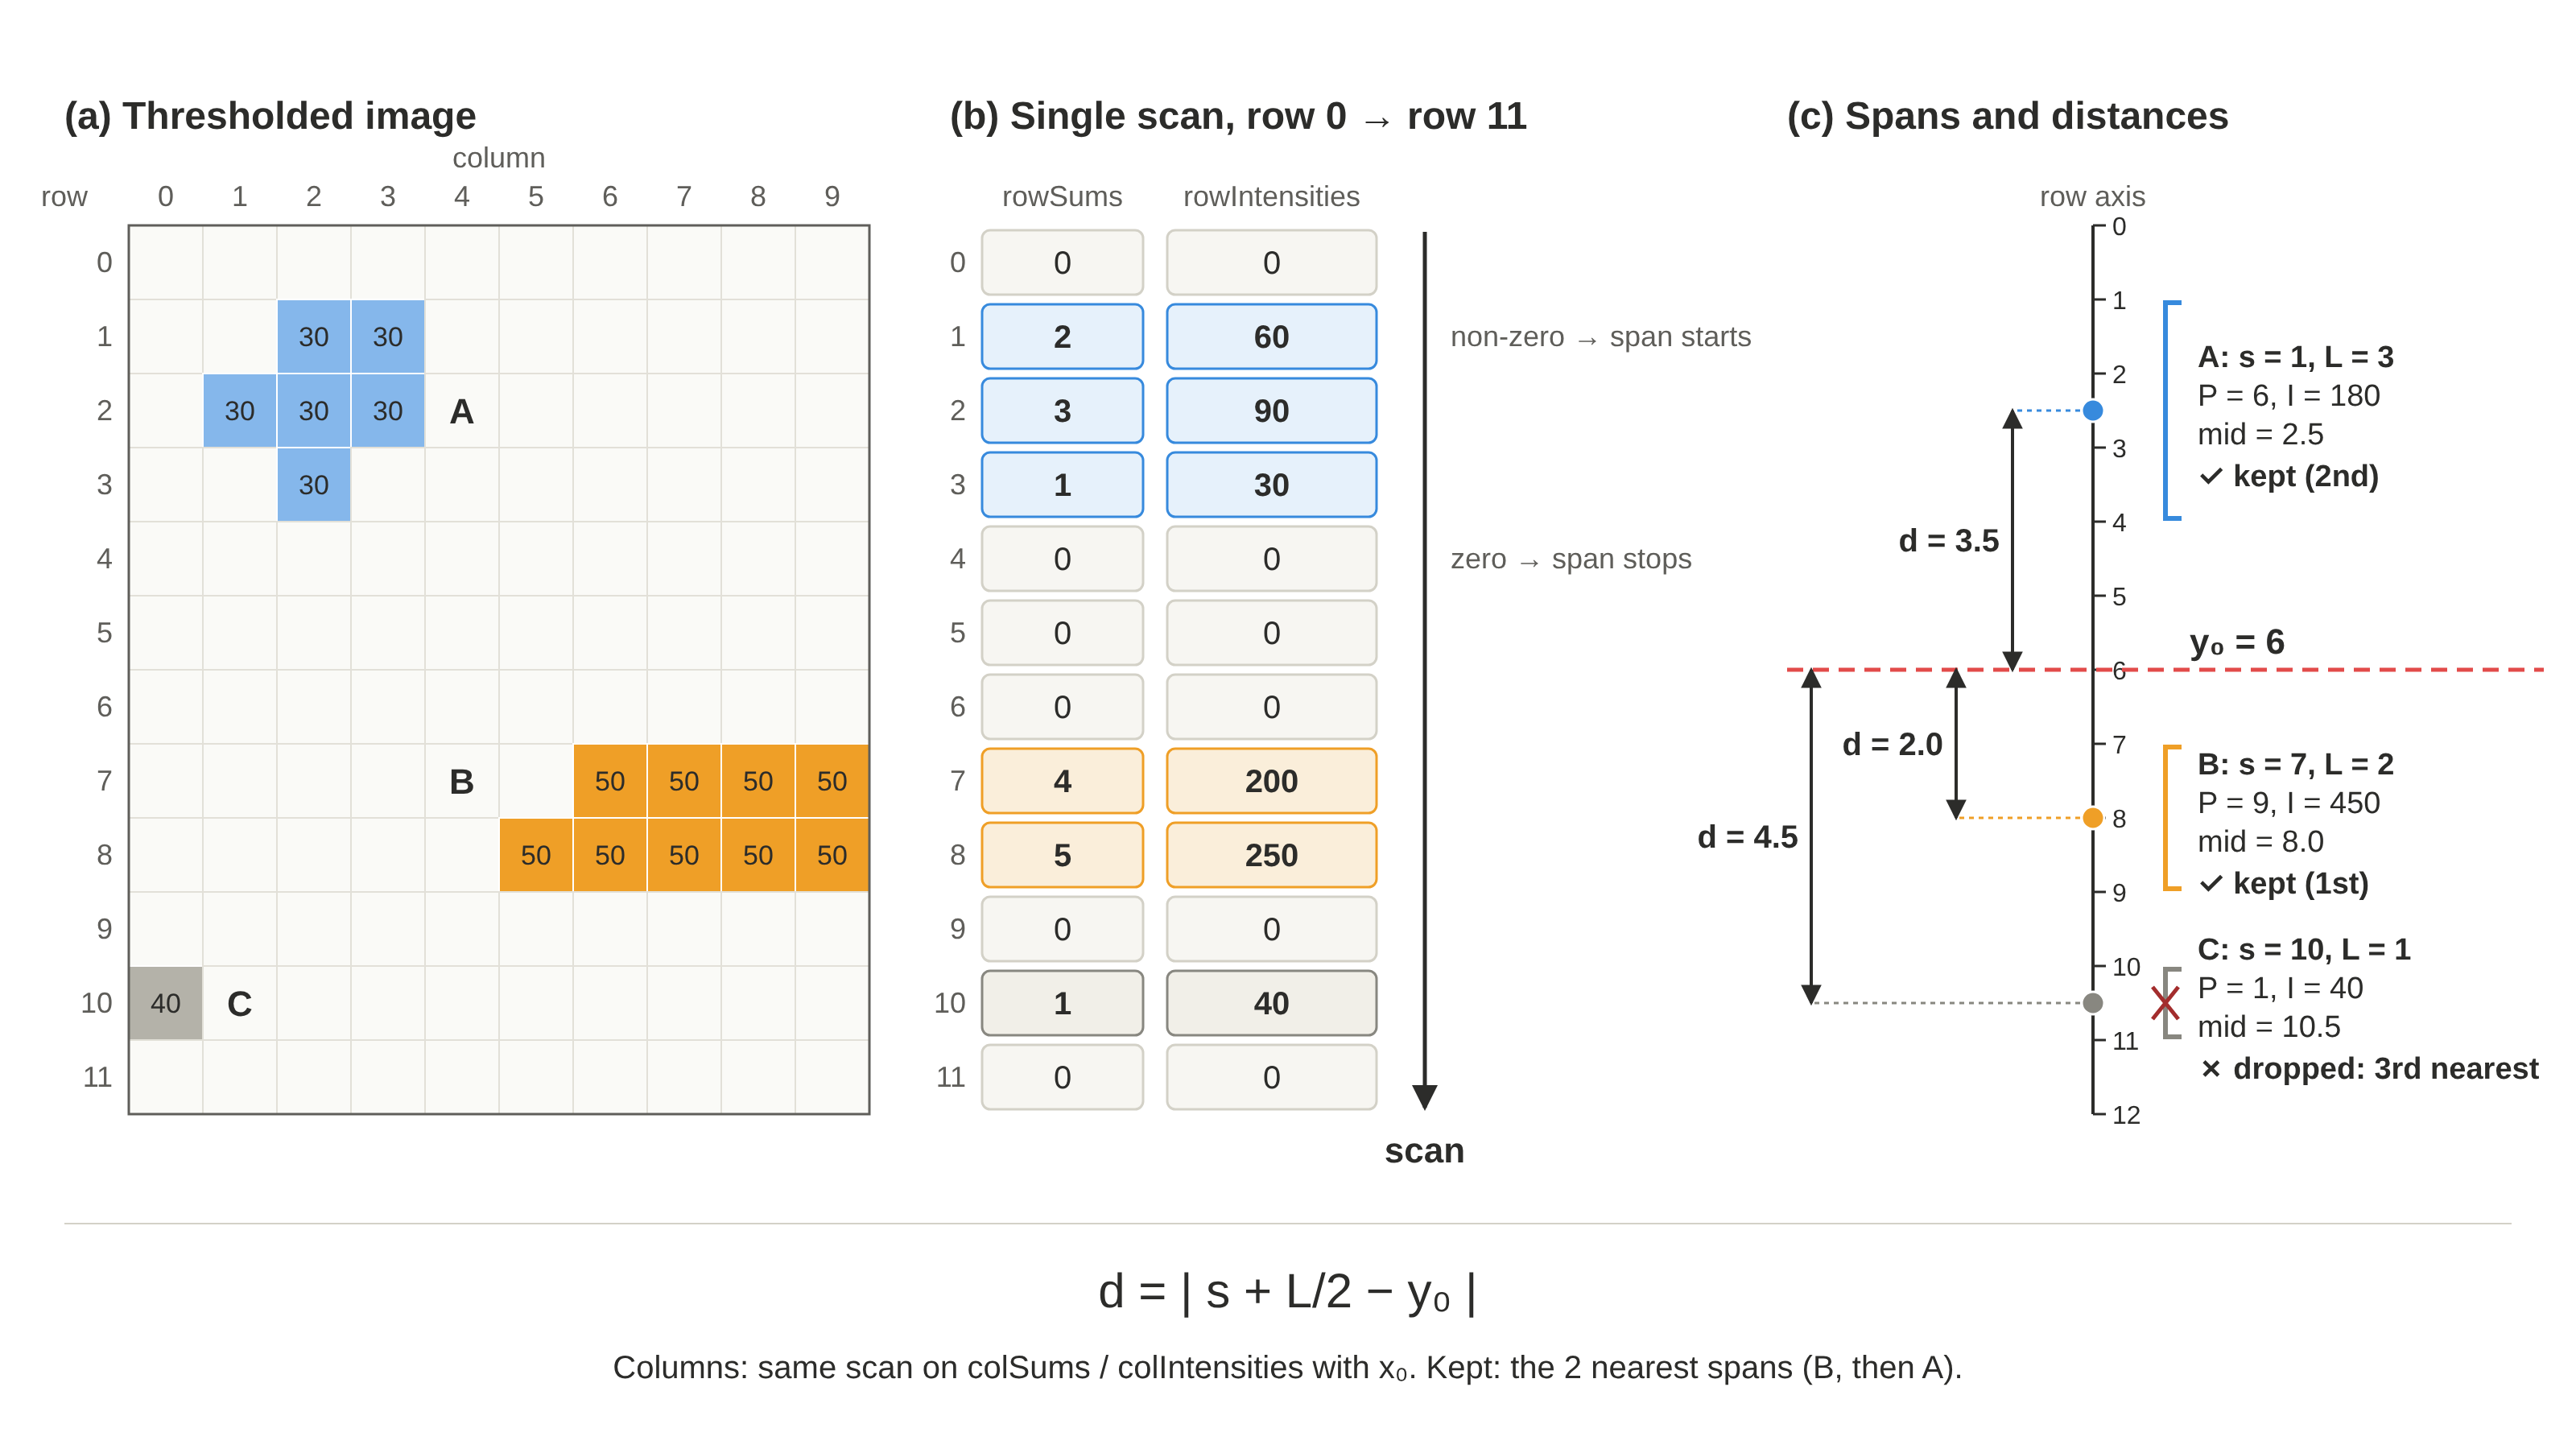 (a) Thresholded image
column
row 0 1 2 3 4 5 6 7 8 9
0
1 30 30
2 30 30 30 A
3 30
4
5
6
7 B 50 50 50 50
8 50 50 50 50 50
9
10 40 C
11
(b) Single scan, row 0 → row 11
rowSums rowIntensities
0 0 0
1 2 60 non-zero → span starts
2 3 90
3 1 30
4 0 0 zero → span stops
5 0 0
6 0 0
7 4 200
8 5 250
9 0 0
10 1 40
11 0 0
scan
(c) Spans and distances
row axis
0
1
2
3
4
5
6
7
8
9
10
11
12
A: s = 1, L = 3
P = 6, I = 180
mid = 2.5
✓ kept (2nd)
d = 3.5
y₀ = 6
d = 2.0
d = 4.5
B: s = 7, L = 2
P = 9, I = 450
mid = 8.0
✓ kept (1st)
C: s = 10, L = 1
P = 1, I = 40
mid = 10.5
✕ dropped: 3rd nearest
d = | s + L/2 − y₀ |
Columns: same scan on colSums / colIntensities with x₀. Kept: the 2 nearest spans (B, then A).